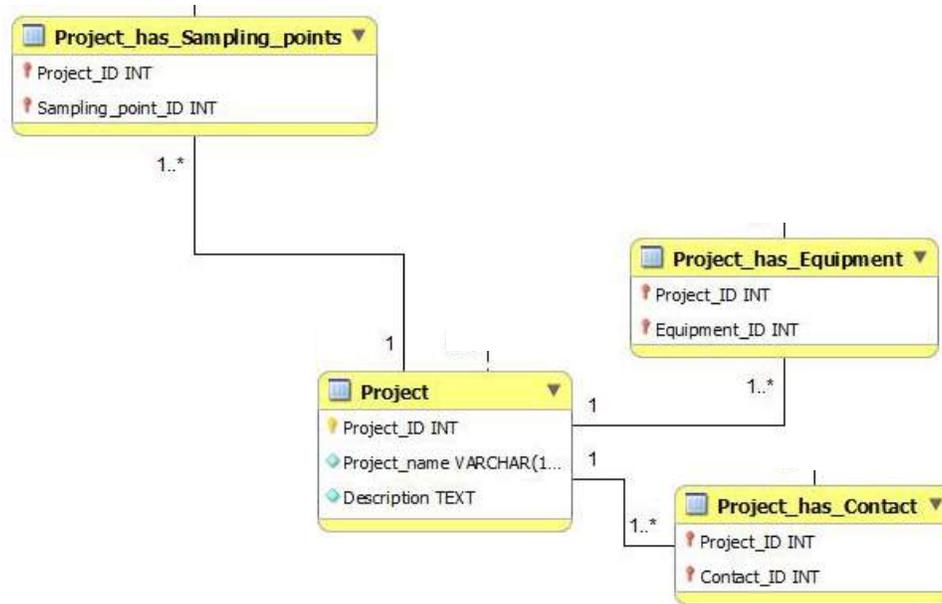 Project_has_Sampling_points
Project_ID INT
Sampling_point_ID INT
1..*
Project_has_Equipment
Project_ID INT
Equipment_ID INT
1..*
1
Project
Project_ID INT
Project_name VARCHAR(1...
Description TEXT
1
1
1..*
Project_has_Contact
Project_ID INT
Contact_ID INT